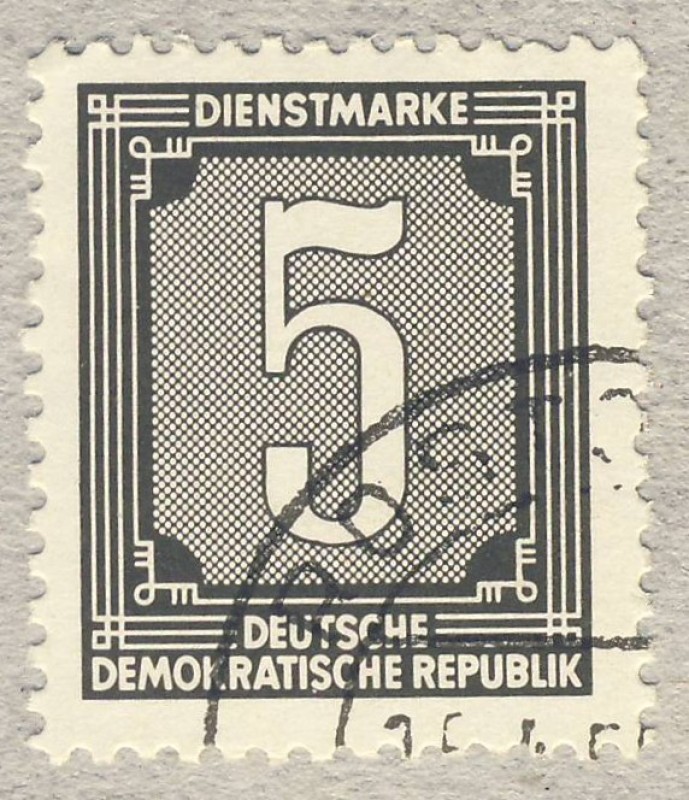 DIENSTMARKE
5
DEUTSCHE
DEMOKRATISCHE REPUBLIK